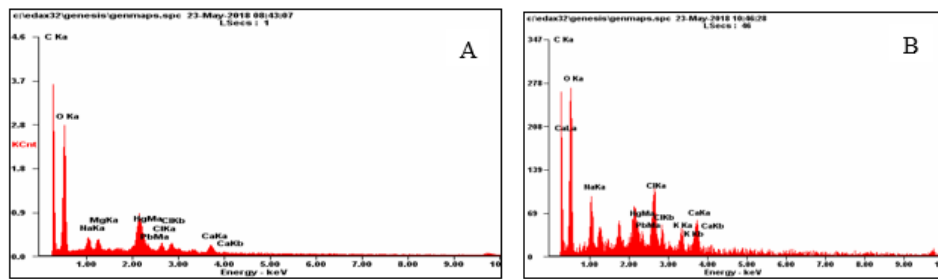 c:\edax32\genesis\genmaps.spc 23-May-2018 08:43:07
LSecs : 1
A
4.6
C Ka
3.7
O Ka
2.8
KCnt
1.8
0.9
MgKa
NaKa
HgMa
ClKb
ClKa
PbMa
CaKa
CaKb
0.0
1.00 2.00 3.00 4.00 5.00 6.00 7.00 8.00 9.00 10
Energy - keV
c:\edax32\genesis\genmaps.spc 23-May-2018 10:46:28
LSecs : 46
B
347
C Ka
278
O Ka
208
CaLa
139
NaKa
ClKa
69
HgMa
ClKb
CaKa
PbMa
K Ka
CaKb
K Kb
0
1.00 2.00 3.00 4.00 5.00 6.00 7.00 8.00 9.00 10
Energy - keV